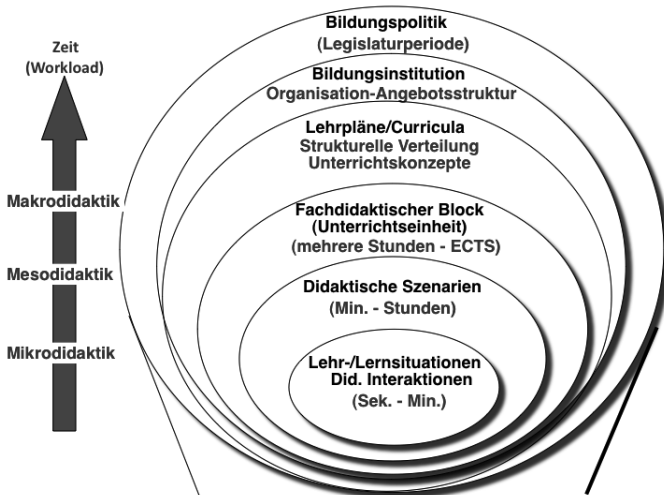 Zeit
(Workload)
Makrodidaktik
Mesodidaktik
Mikrodidaktik
Bildungspolitik
(Legislaturperiode)
Bildungsinstitution
Organisation-Angebotsstruktur
Lehrpläne/Curricula
Strukturelle Verteilung
Unterrichtskonzepte
Fachdidaktischer Block
(Unterrichtseinheit)
(mehrere Stunden - ECTS)
Didaktische Szenarien
(Min. - Stunden)
Lehr-/Lernsituationen
Did. Interaktionen
(Sek. - Min.)